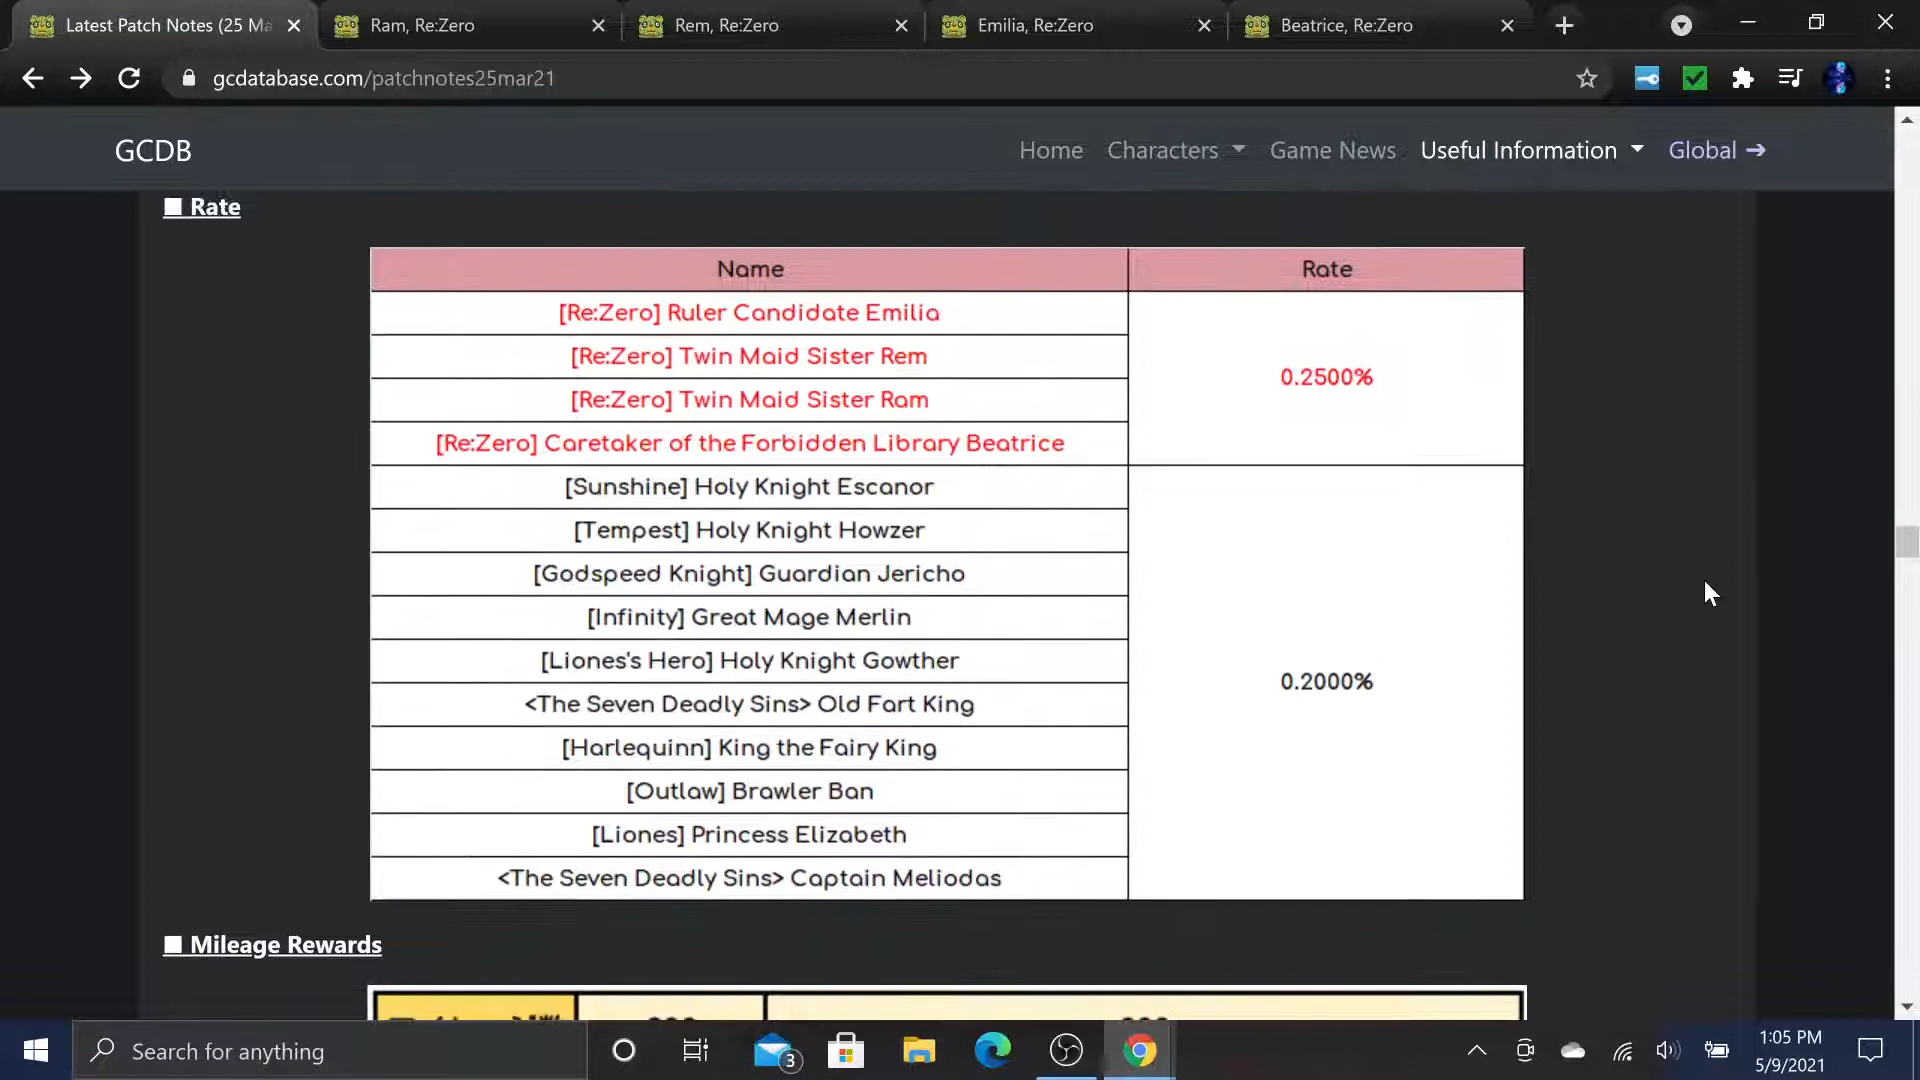 Latest Patch Notes (25 Ma
Ram, Re:Zero
Rem, Re:Zero
Emilia, Re:Zero
Beatrice, Re:Zero
gcdatabase.com/patchnotes25mar21
GCDB
Home
Characters
Game News
Useful Information
Global →
■ Rate
Name
Rate
[Re:Zero] Ruler Candidate Emilia
[Re:Zero] Twin Maid Sister Rem
[Re:Zero] Twin Maid Sister Ram
[Re:Zero] Caretaker of the Forbidden Library Beatrice
0.2500%
[Sunshine] Holy Knight Escanor
[Tempest] Holy Knight Howzer
[Godspeed Knight] Guardian Jericho
[Infinity] Great Mage Merlin
[Liones's Hero] Holy Knight Gowther
<The Seven Deadly Sins> Old Fart King
[Harlequinn] King the Fairy King
[Outlaw] Brawler Ban
[Liones] Princess Elizabeth
<The Seven Deadly Sins> Captain Meliodas
0.2000%
■ Mileage Rewards
Search for anything
3
1:05 PM
5/9/2021